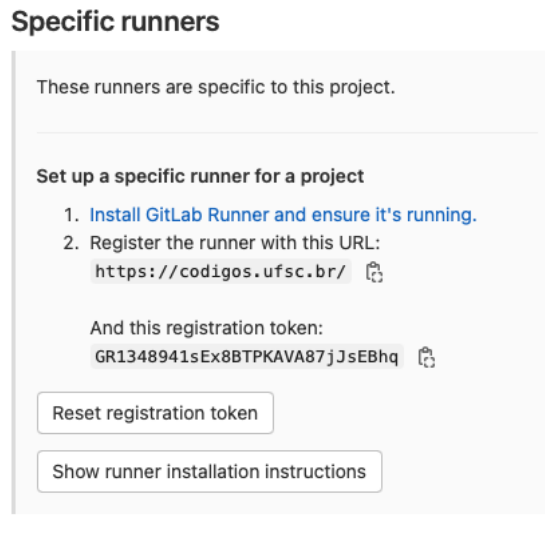 Specific runners
These runners are specific to this project.
Set up a specific runner for a project
1. Install GitLab Runner and ensure it's running.
2. Register the runner with this URL:
https://codigos.ufsc.br/
And this registration token:
GR1348941sEx8BTPKAVA87jJsEBhq
Reset registration token
Show runner installation instructions